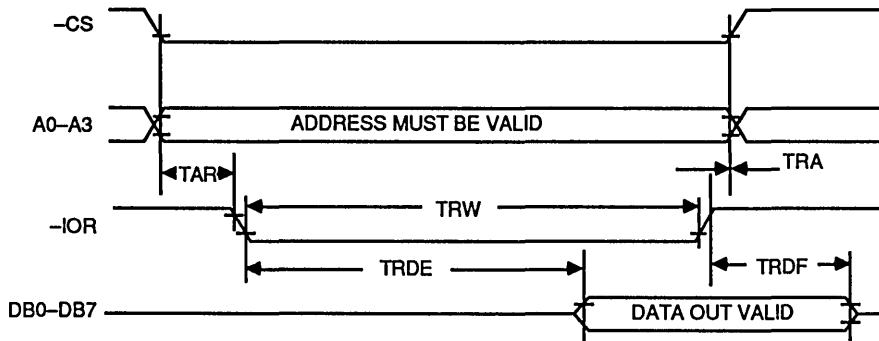 -CS
A0-A3
ADDRESS MUST BE VALID
TAR
TRA
-IOR
TRW
TRDE
TRDF
DB0-DB7
DATA OUT VALID